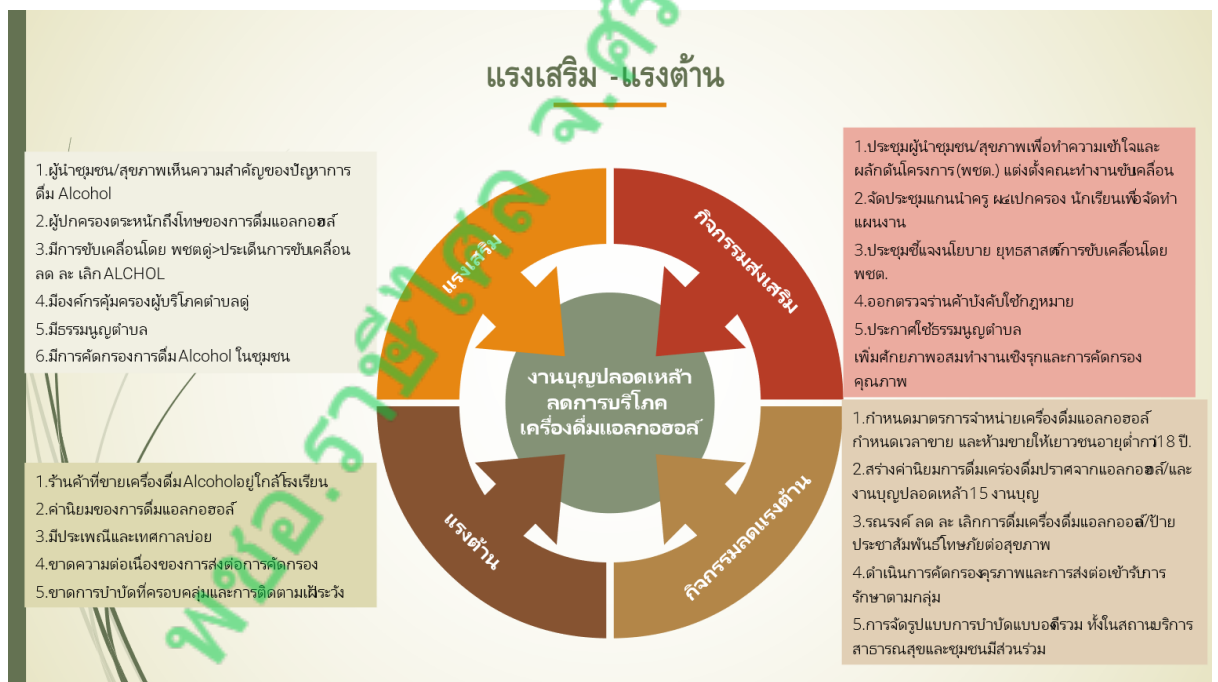 แรงเสริม -แรงต้าน
1.ผู้นำชุมชน/สุขภาพเห็นความสำคัญของปัญหาการ
ดื่ม Alcohol
2.ผู้ปกครองตระหนักถึงโทษของการดื่มแอลกอฮอล์
3.มีการขับเคลื่อนโดย พชตดู่>ประเด็นการขับเคลื่อน
ลด ละ เลิก ALCHOL
4.มีองค์กรคุ้มครองผู้บริโภคตำบลดู่
5.มีธรรมนูญตำบล
6.มีการคัดกรองการดื่ม Alcohol ในชุมชน
1.ประชุมผู้นำชุมชน/สุขภาพเพื่อทำความเข้าใจและ
ผลักดันโครงการ(พชต.) แต่งตั้งคณะทำงานขับเคลื่อน
2.จัดประชุมแกนนำครู ผ๔เปกครอง นักเรียนเพื่อจัดทำ
แผนงาน
3.ประชุมชี้แจงนโยบาย ยุทธสาสตร์การขับเคลื่อนโดย
พชต.
4.ออกตรวจร่านค้าบังคับใช้กฎหมาย
5.ประกาศใช้ธรรมนูญตำบล
เพิ่มศักยภาพอสมทำงานเชิงรุกและการคัดกรอง
คุณภาพ
แรงเสริม
กิจกรรมส่งเสริม
งานบุญปลอดเหล้า
ลดการบริโภค
เครื่องดื่มแอลกอฮอล์
แรงต้าน
กิจกรรมลดแรงต้าน
1.ร้านค้าที่ขายเครื่องดื่ม Alcoholอยู่ใกล้โรงเรียน
2.ค่านิยมของการดื่มแอลกอฮอล์
3.มีประเพณีและเทศกาลบ่อย
4.ขาดความต่อเนื่องของการส่งต่อการคัดกรอง
5.ขาดการบำบัดที่ครอบคลุมและการติดตามเฝ้าระวัง
1.กำหนดมาตรการจำหน่ายเครื่องดื่มแอลกอฮอล์
กำหนดเวลาขาย และห้ามขายให้เยาวชนอายุต่ำกว่า18 ปี.
2.สร่างค่านิยมการดื่มเคร่องดื่มปราศจากแอลกอฮอล์/และ
งานบุญปลอดเหล้า15 งานบุญ
3.รณรงค์ ลด ละ เลิกการดื่มเครื่องดื่มแอลกอออล์/ป้าย
ประชาสัมพันธ์โทษภัยต่อสุขภาพ
4.ดำเนินการคัดกรองคุรภาพและการส่งต่อเข้ารับการ
รักษาตามกลุ่ม
5.การจัดรูปแบบการบำบัดแบบองค์รวม ทั้งในสถานบริการ
สาธารณสุขและชุมชนมีส่วนร่วม
พชอ.ราษีไศล จ.ศร